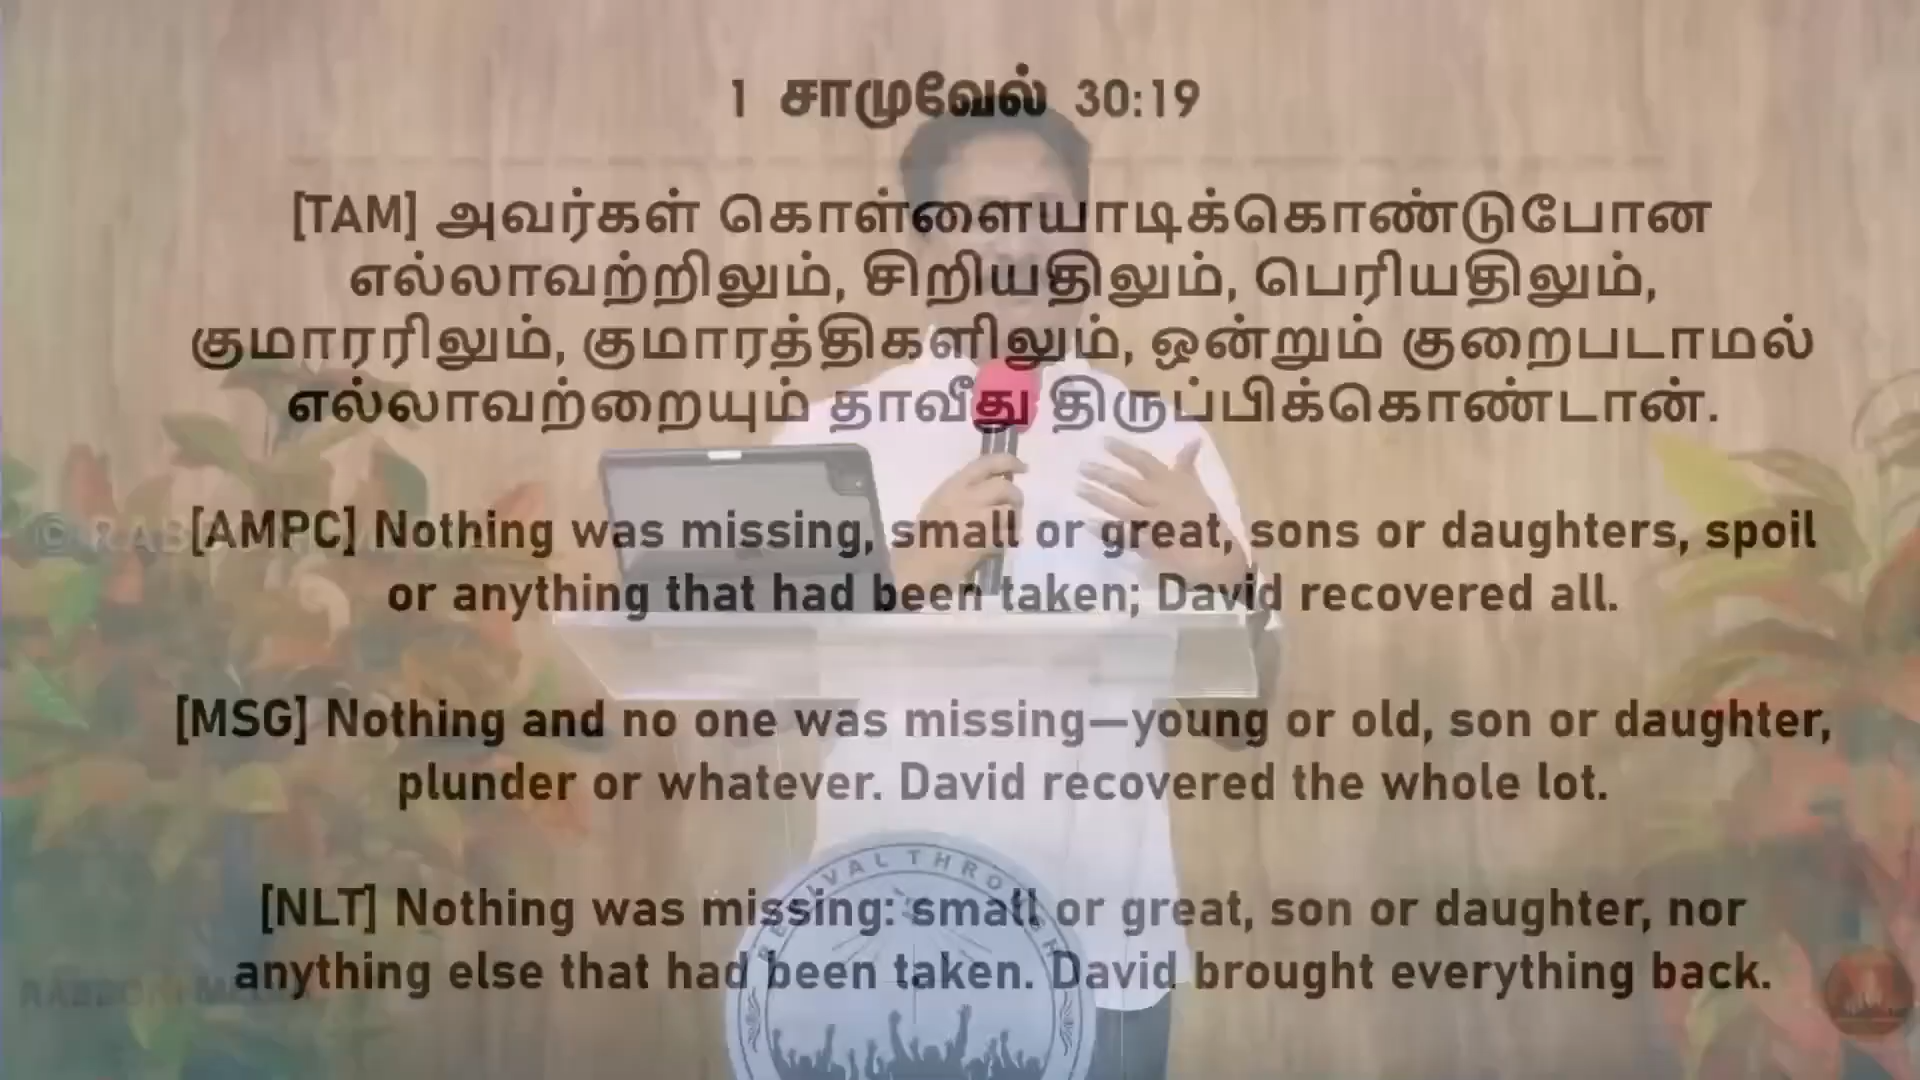 1 சாமுவேல் 30:19
[TAM] அவர்கள் கொள்ளையாடிக்கொண்டுபோன
எல்லாவற்றிலும், சிறியதிலும், பெரியதிலும்,
குமாரரிலும், குமாரத்திகளிலும், ஒன்றும் குறைபடாமல்
எல்லாவற்றையும் தாவீது திருப்பிக்கொண்டான்.
[AMPC] Nothing was missing, small or great, sons or daughters, spoil
or anything that had been taken; David recovered all.
[MSG] Nothing and no one was missing—young or old, son or daughter,
plunder or whatever. David recovered the whole lot.
[NLT] Nothing was missing: small or great, son or daughter, nor
anything else that had been taken. David brought everything back.
REVIVAL THROUGH